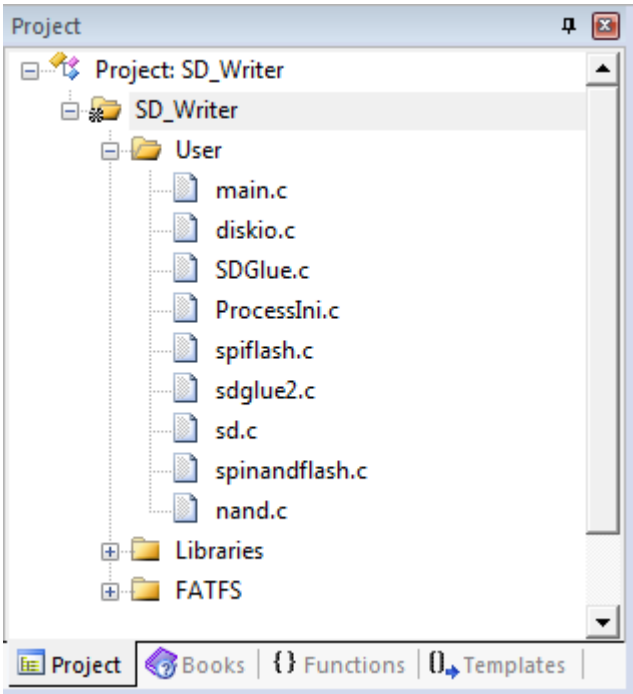 Project
Project: SD_Writer
SD_Writer
User
main.c
diskio.c
SDGlue.c
ProcessIni.c
spiflash.c
sdglue2.c
sd.c
spinandflash.c
nand.c
Libraries
FATFS
Project Books {} Functions 0 Templates